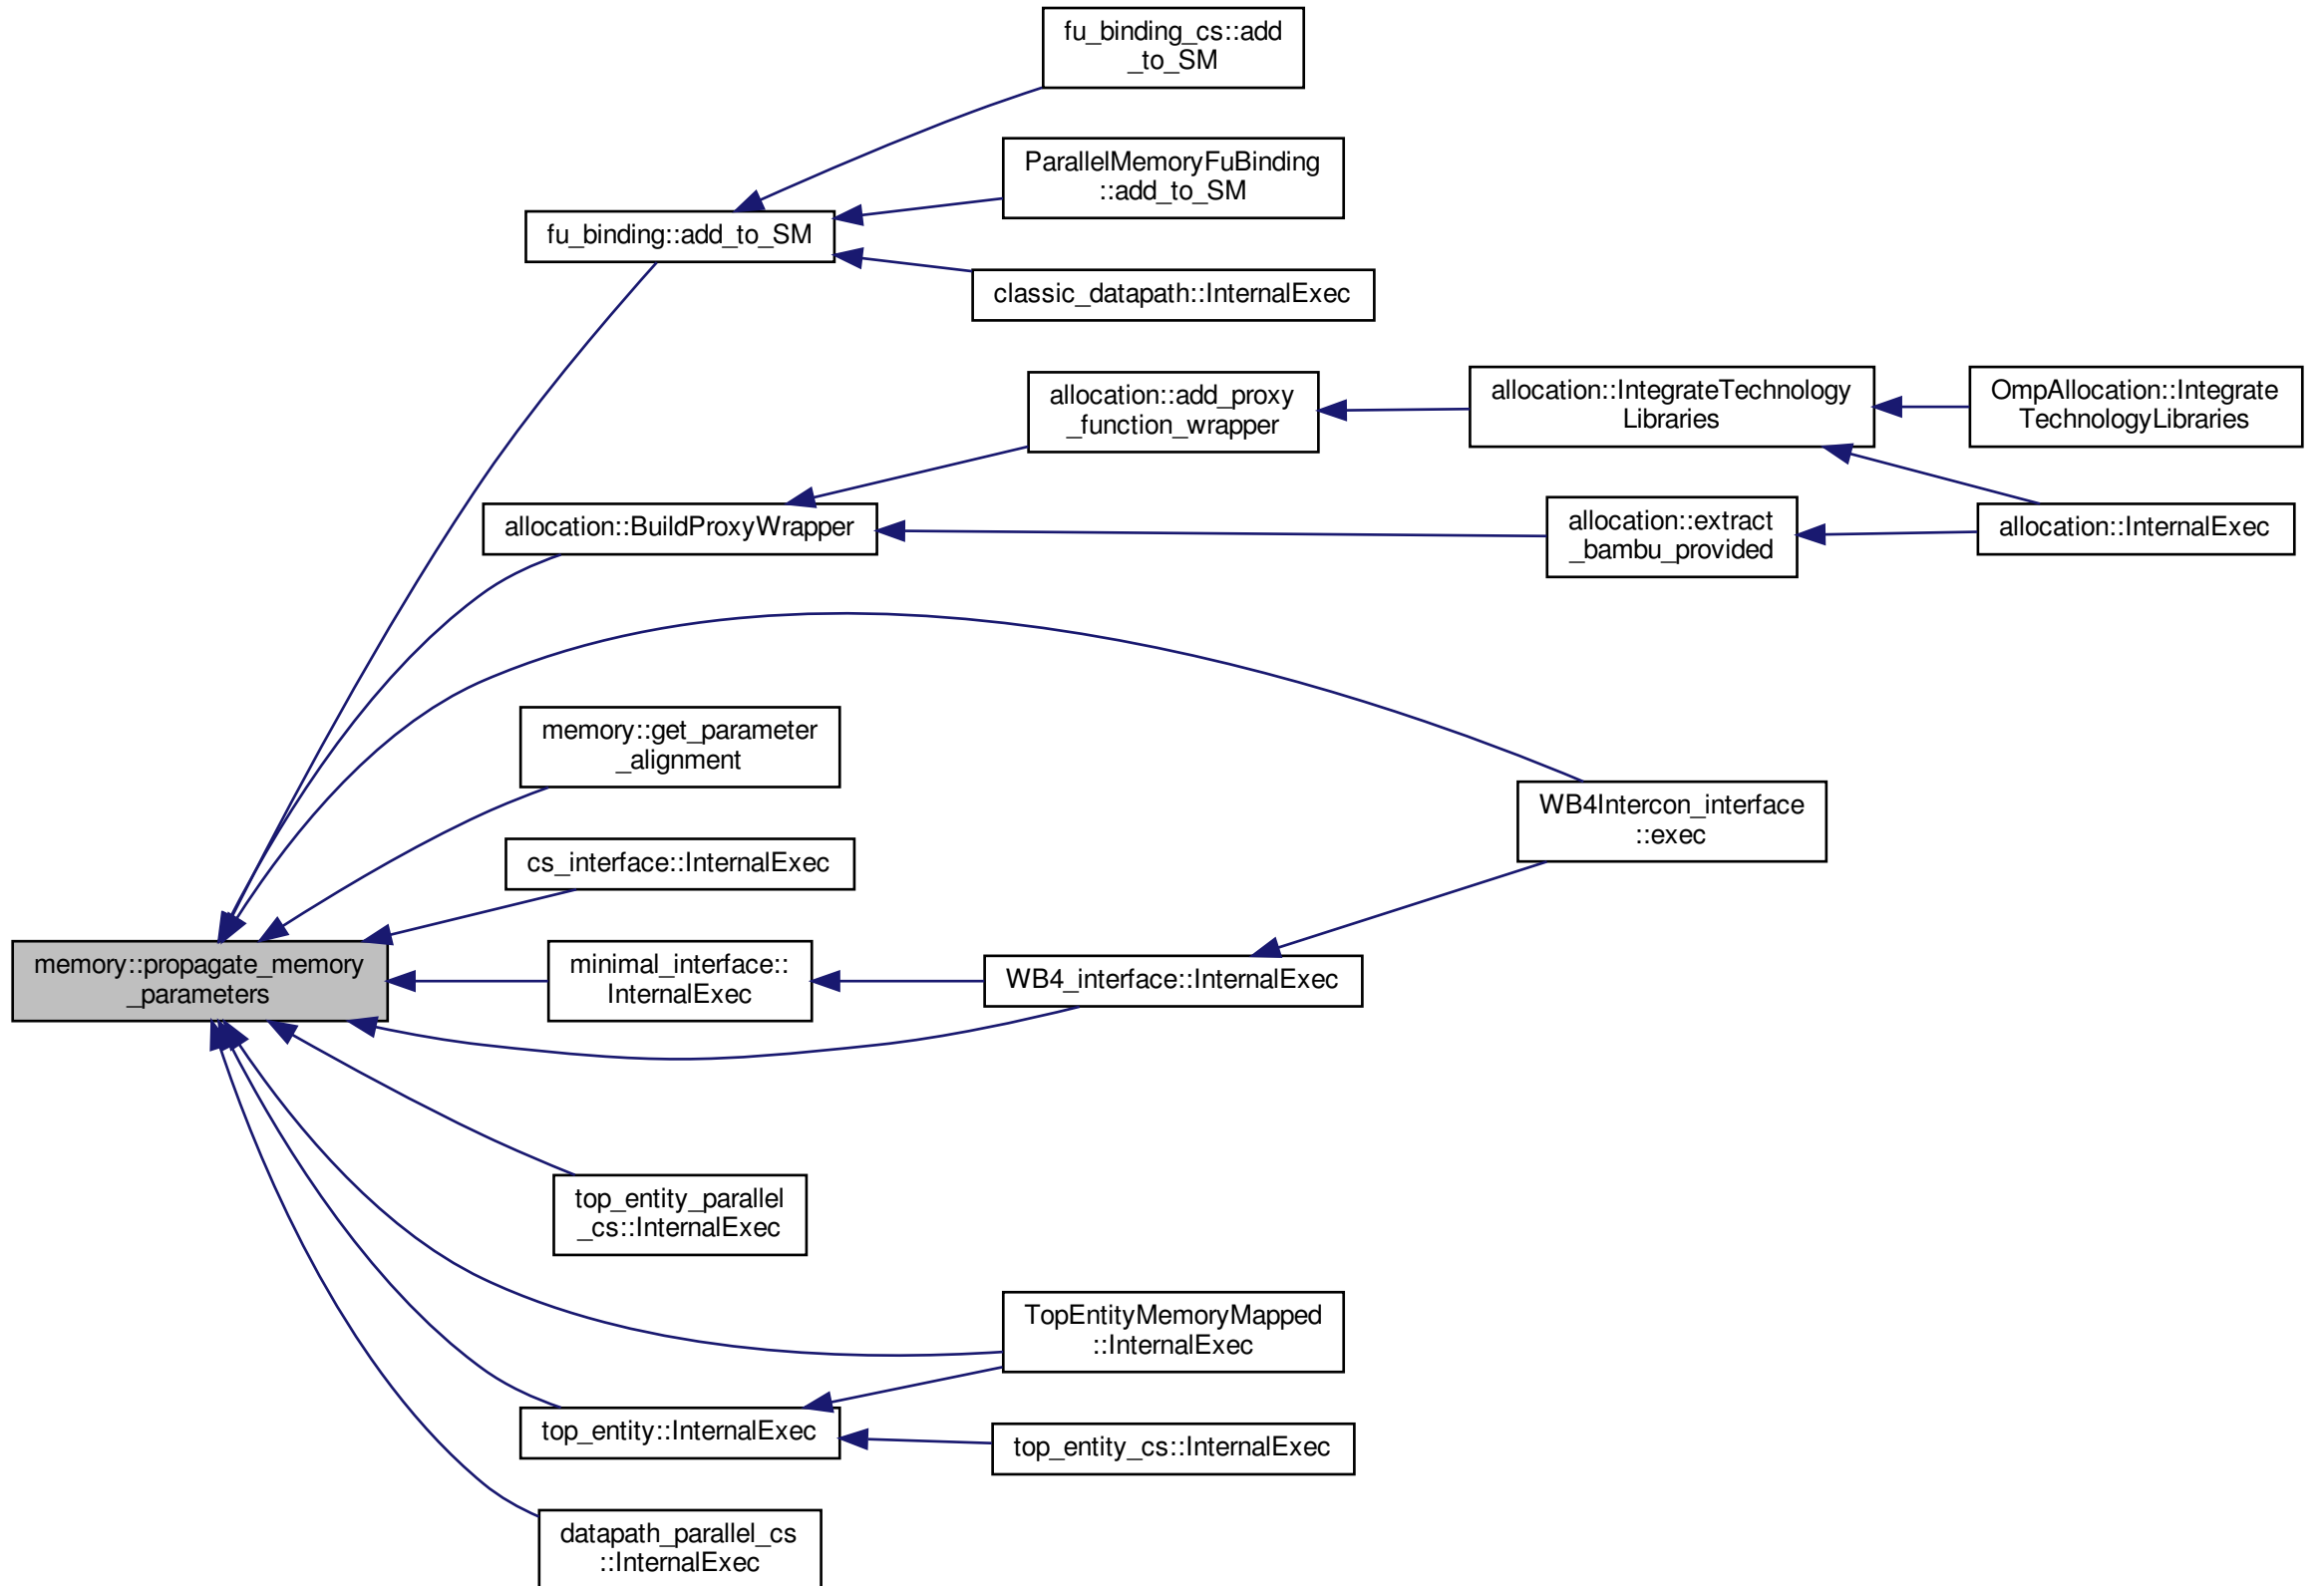 fu_binding_cs::add
_to_SM
ParallelMemoryFuBinding
::add_to_SM
fu_binding::add_to_SM
classic_datapath::InternalExec
allocation::add_proxy
_function_wrapper
allocation::IntegrateTechnology
Libraries
OmpAllocation::Integrate
TechnologyLibraries
allocation::BuildProxyWrapper
allocation::extract
_bambu_provided
allocation::InternalExec
memory::get_parameter
_alignment
WB4Intercon_interface
::exec
cs_interface::InternalExec
memory::propagate_memory
_parameters
minimal_interface::
InternalExec
WB4_interface::InternalExec
top_entity_parallel
_cs::InternalExec
TopEntityMemoryMapped
::InternalExec
top_entity::InternalExec
top_entity_cs::InternalExec
datapath_parallel_cs
::InternalExec